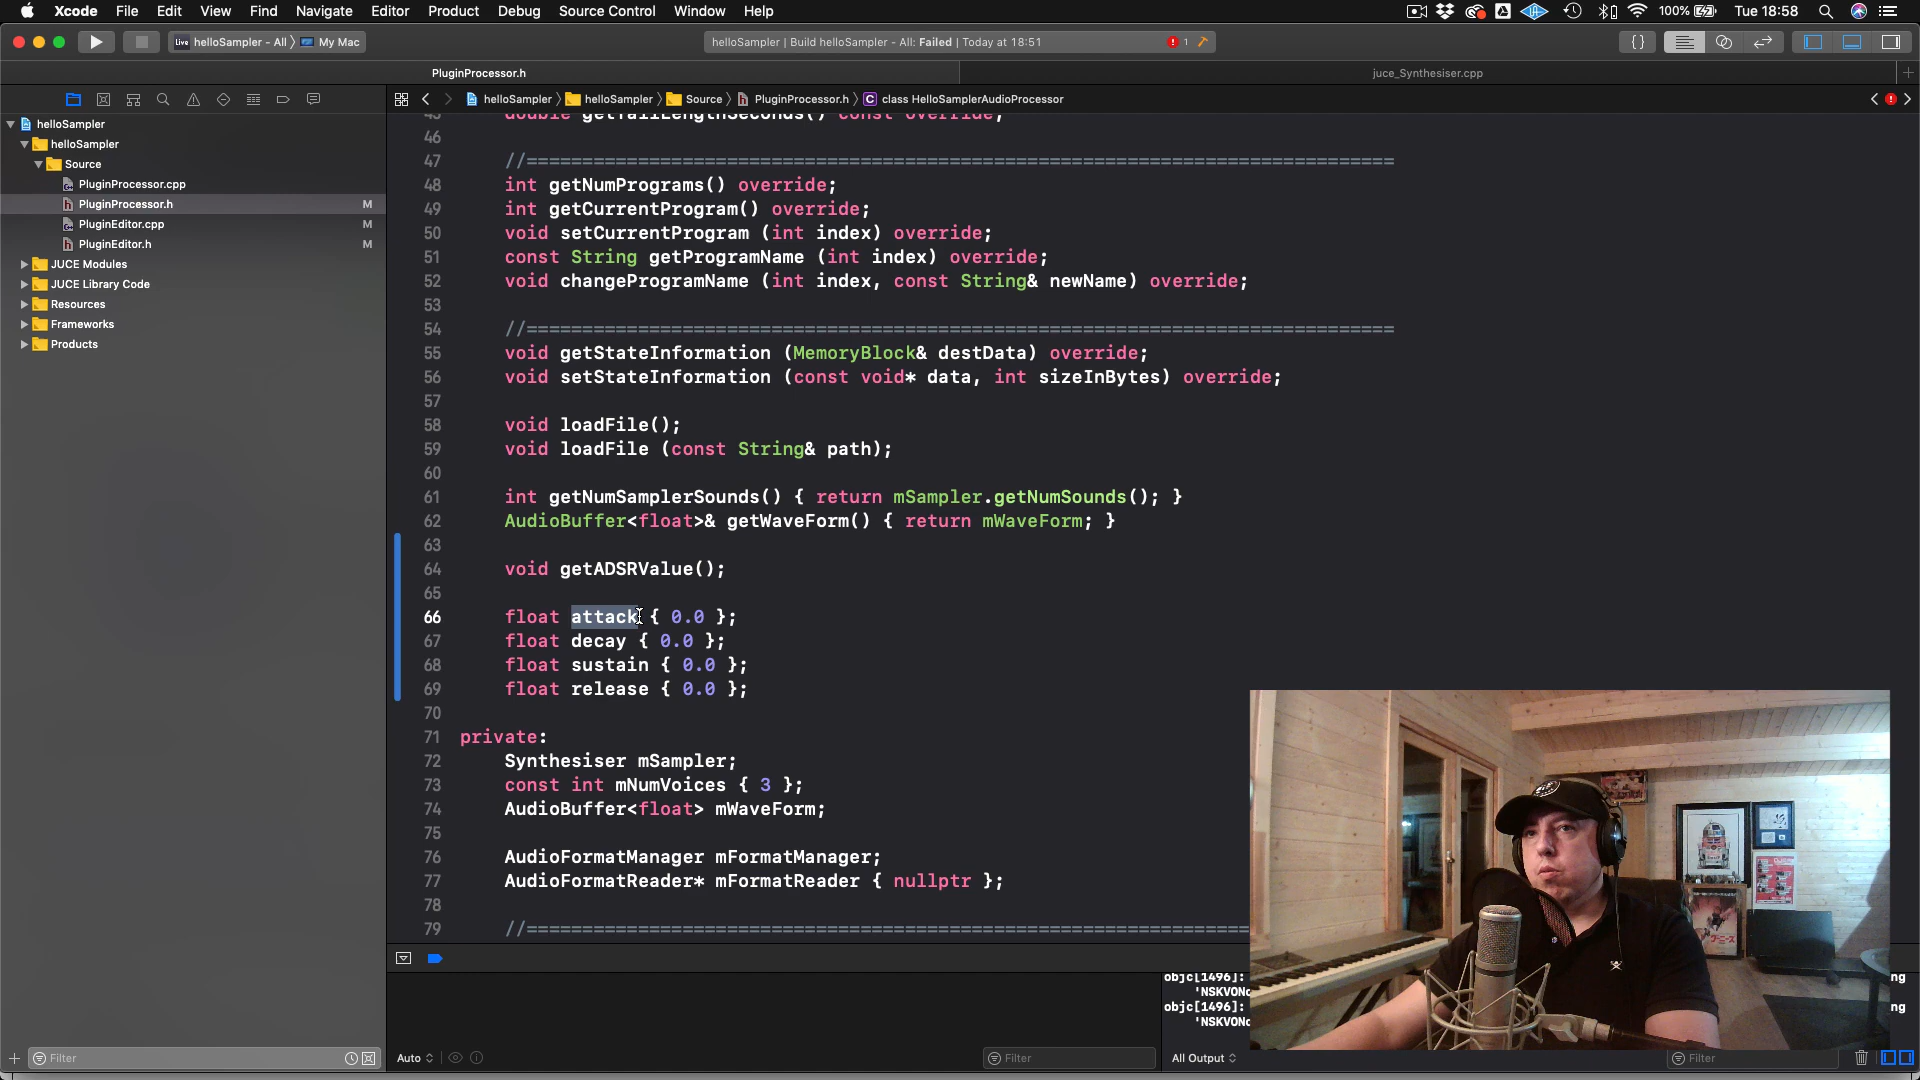 Xcode File Edit View Find Navigate Editor Product Debug Source Control Window Help
100% Tue 18:58
Live helloSampler - All 〉 My Mac
helloSampler | Build helloSampler - All: Failed | Today at 18:51
1
PluginProcessor.h
juce_Synthesiser.cpp
helloSampler 〉 helloSampler 〉 Source 〉 PluginProcessor.h 〉 C class HelloSamplerAudioProcessor
helloSampler
helloSampler
Source
PluginProcessor.cpp
PluginProcessor.h M
PluginEditor.cpp M
PluginEditor.h M
JUCE Modules
JUCE Library Code
Resources
Frameworks
Products
45 double getTailLengthSeconds() const override;
46
47 //==============================================================================
48 int getNumPrograms() override;
49 int getCurrentProgram() override;
50 void setCurrentProgram (int index) override;
51 const String getProgramName (int index) override;
52 void changeProgramName (int index, const String& newName) override;
53
54 //==============================================================================
55 void getStateInformation (MemoryBlock& destData) override;
56 void setStateInformation (const void* data, int sizeInBytes) override;
57
58 void loadFile();
59 void loadFile (const String& path);
60
61 int getNumSamplerSounds() { return mSampler.getNumSounds(); }
62 AudioBuffer<float>& getWaveForm() { return mWaveForm; }
63
64 void getADSRValue();
65
66 float attack { 0.0 };
67 float decay { 0.0 };
68 float sustain { 0.0 };
69 float release { 0.0 };
70
71 private:
72 Synthesiser mSampler;
73 const int mNumVoices { 3 };
74 AudioBuffer<float> mWaveForm;
75
76 AudioFormatManager mFormatManager;
77 AudioFormatReader* mFormatReader { nullptr };
78
79 //===================================================================
objc[1496]: ng
'NSKVONo
objc[1496]: ng
'NSKVONo
Filter
Auto
Filter
All Output
Filter